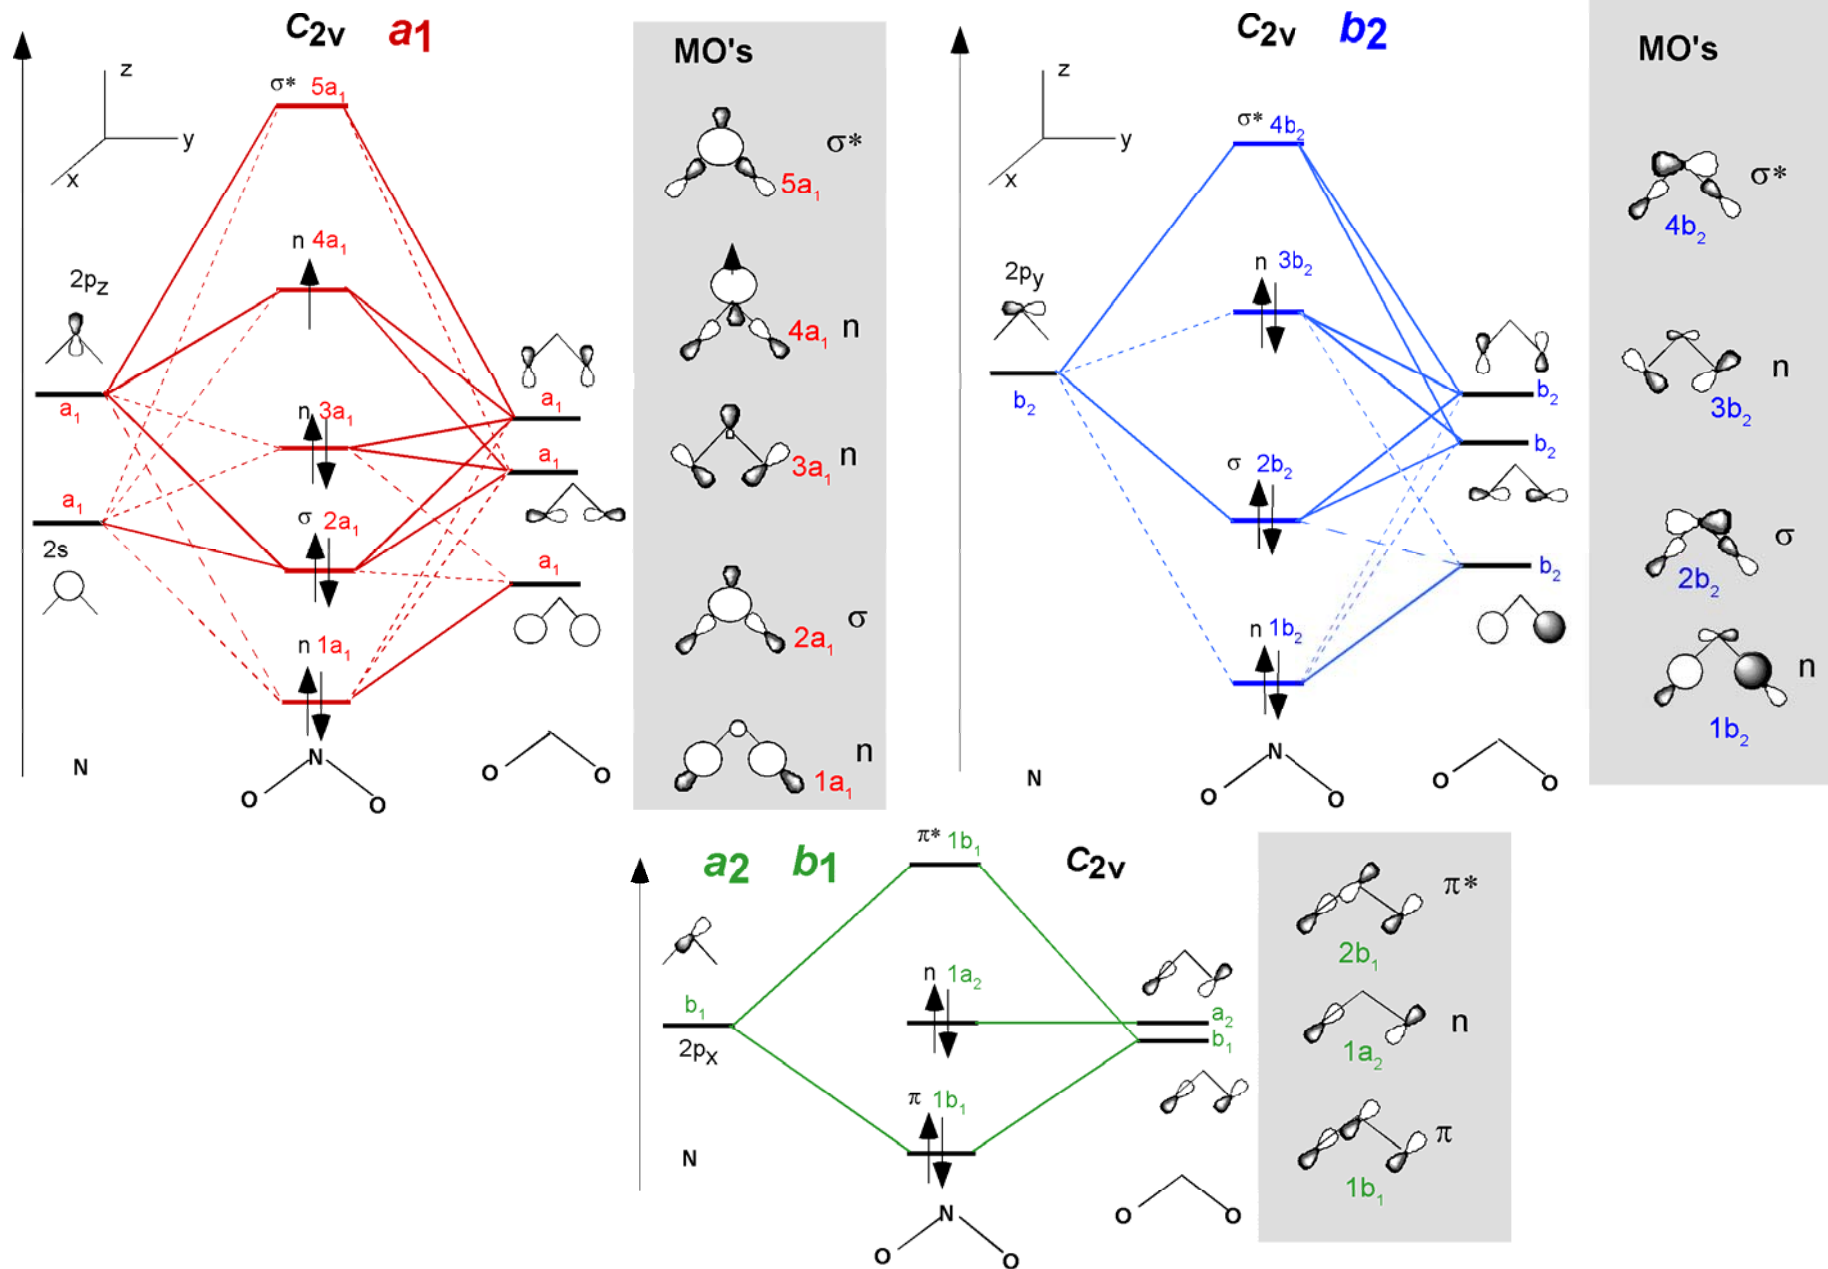 C2v a1
z
y
x
σ* 5a1
n 4a1
2pz
a1
a1
n 3a1
a1
a1
2s
σ 2a1
a1
n 1a1
N
N
O O
O O
MO's
σ*
5a1
4a1 n
3a1 n
σ
2a1
n
1a1
C2v b2
z
y
x
σ* 4b2
n 3b2
2py
b2
b2
b2
σ 2b2
b2
n 1b2
N
N
O O
O O
MO's
σ*
4b2
n
3b2
σ
2b2
n
1b2
a2 b1 C2v
π* 1b1
b1
2px
n 1a2
a2
b1
π 1b1
N
N
O O
O O
π*
2b1
n
1a2
π
1b1